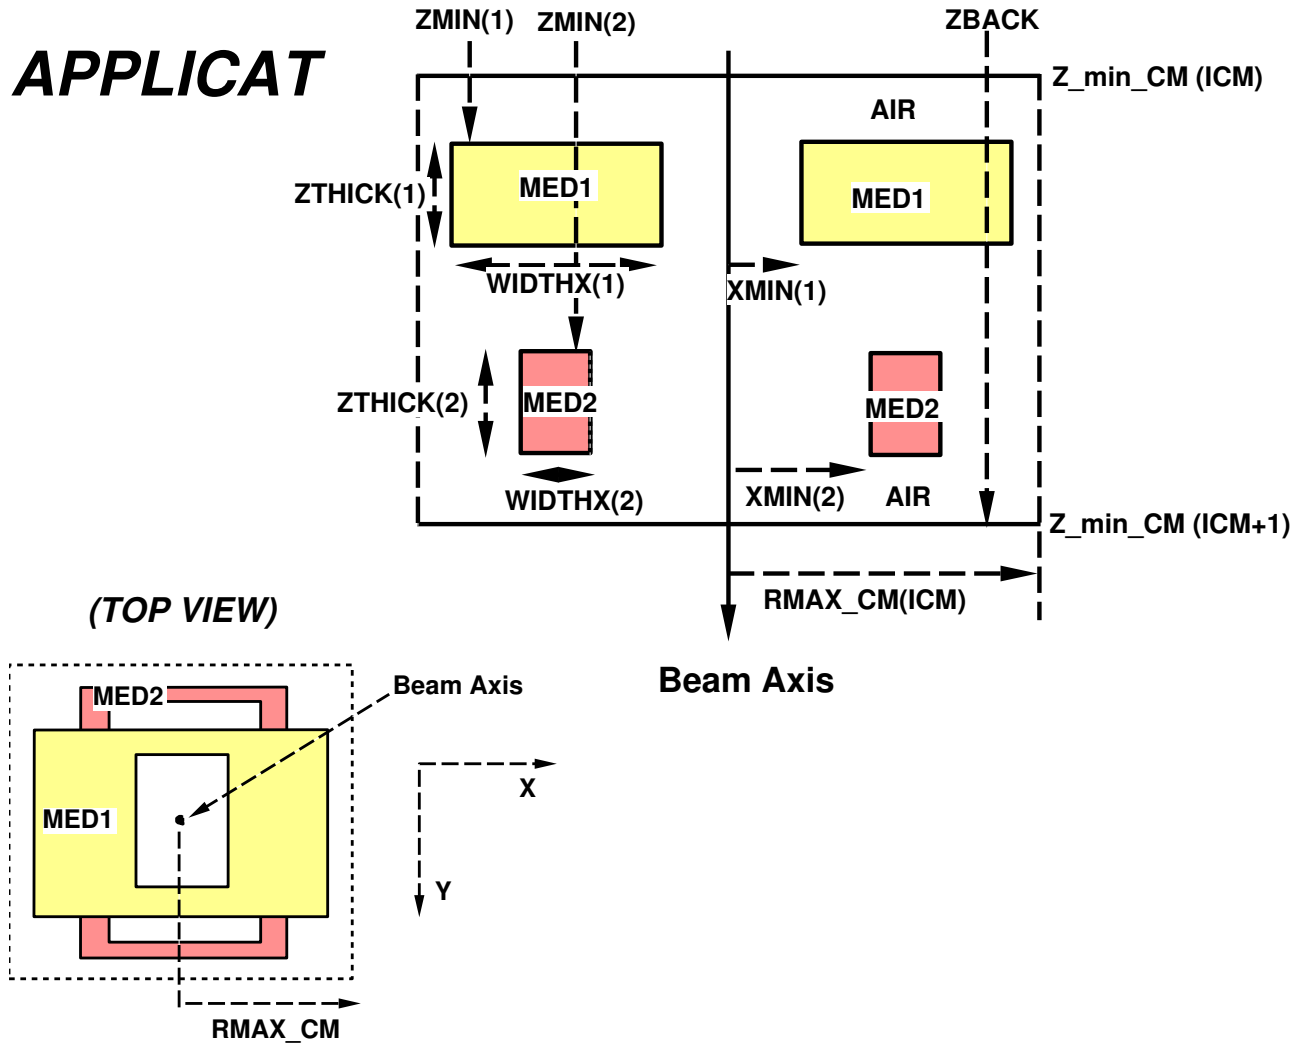 ZMIN(1) ZMIN(2) ZBACK
APPLICAT
Z_min_CM (ICM)
AIR
ZTHICK(1) MED1 MED1
WIDTHX(1) XMIN(1)
ZTHICK(2) MED2 MED2
WIDTHX(2) XMIN(2) AIR
Z_min_CM (ICM+1)
RMAX_CM(ICM)
(TOP VIEW)
Beam Axis
MED2 Beam Axis
X
MED1
Y
RMAX_CM